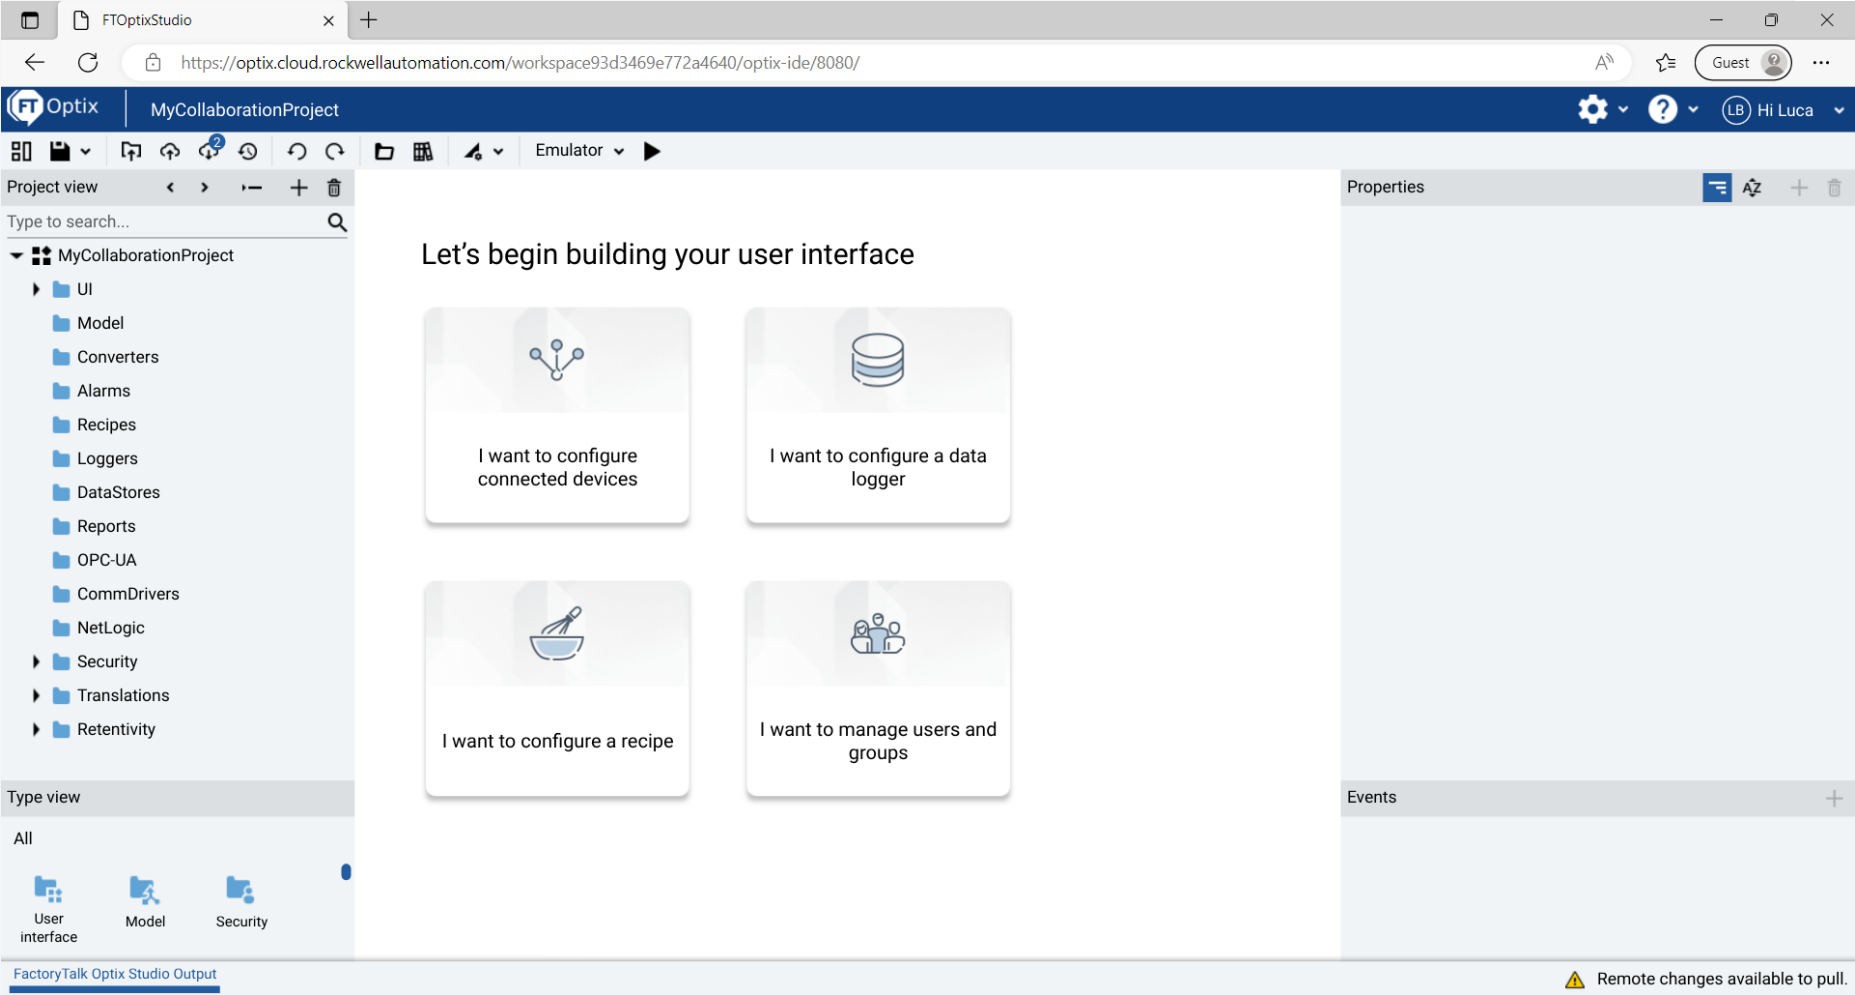 FTOptixStudio
https://optix.cloud.rockwellautomation.com/workspace93d3469e772a4640/optix-ide/8080/
A
Guest
FT Optix
MyCollaborationProject
LB
Hi Luca
2
Emulator
Project view
Type to search...
MyCollaborationProject
UI
Model
Converters
Alarms
Recipes
Loggers
DataStores
Reports
OPC-UA
CommDrivers
NetLogic
Security
Translations
Retentivity
Type view
All
User
interface
Model
Security
Let's begin building your user interface
I want to configure
connected devices
I want to configure a data
logger
I want to configure a recipe
I want to manage users and
groups
Properties
AZ
Events
FactoryTalk Optix Studio Output
Remote changes available to pull.